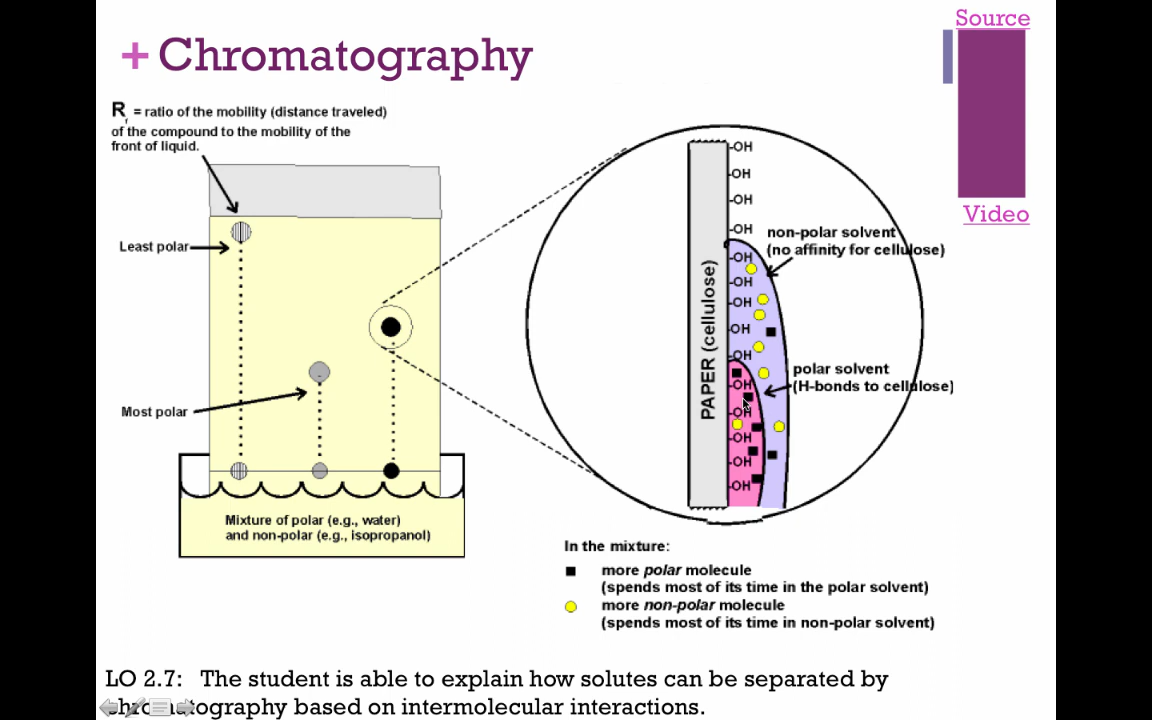 Source
+ Chromatography
Rf = ratio of the mobility (distance traveled)
of the compound to the mobility of the
front of liquid.
Least polar
Most polar
Mixture of polar (e.g., water)
and non-polar (e.g., isopropanol)
PAPER (cellulose)
-OH
-OH
-OH
-OH
-OH
-OH
-OH
-OH
-OH
-OH
-OH
-OH
-OH
-OH
non-polar solvent
(no affinity for cellulose)
polar solvent
(H-bonds to cellulose)
Video
In the mixture:
more polar molecule
(spends most of its time in the polar solvent)
more non-polar molecule
(spends most of its time in non-polar solvent)
LO 2.7: The student is able to explain how solutes can be separated by
chromatography based on intermolecular interactions.